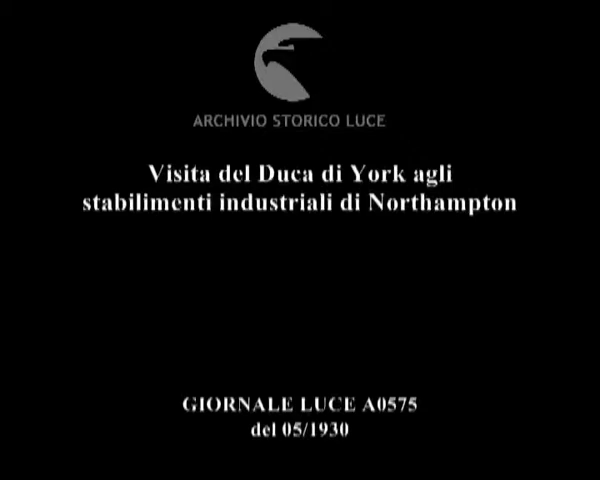 ARCHIVIO STORICO LUCE
Visita del Duca di York agli
stabilimenti industriali di Northampton
GIORNALE LUCE A0575
del 05/1930